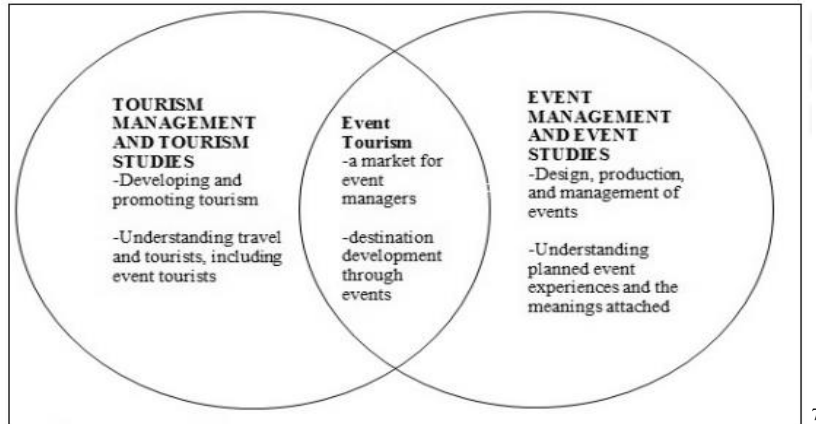 TOURISM
MANAGEMENT
AND TOURISM
STUDIES
-Developing and
promoting tourism
-Understanding travel
and tourists, including
event tourists
Event
Tourism
-a market for
event
managers
-destination
development
through
events
EVENT
MANAGEMENT
AND EVENT
STUDIES
-Design, production,
and management of
events
-Understanding
planned event
experiences and the
meanings attached